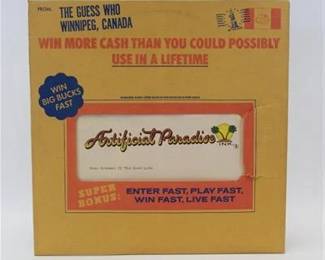 FROM:
THE GUESS WHO
WINNIPEG, CANADA
WIN MORE CASH THAN YOU COULD POSSIBLY
USE IN A LIFETIME
WIN
BIG BUCKS
FAST
Artificial Paradise
INK.
SUPER
BONUS:
ENTER FAST, PLAY FAST,
WIN FAST, LIVE FAST